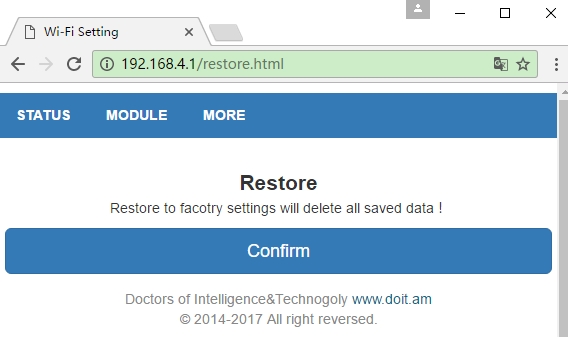 Wi-Fi Setting
192.168.4.1/restore.html
STATUS MODULE MORE
Restore
Restore to facotry settings will delete all saved data !
Confirm
Doctors of Intelligence&Technogoly www.doit.am
© 2014-2017 All right reversed.